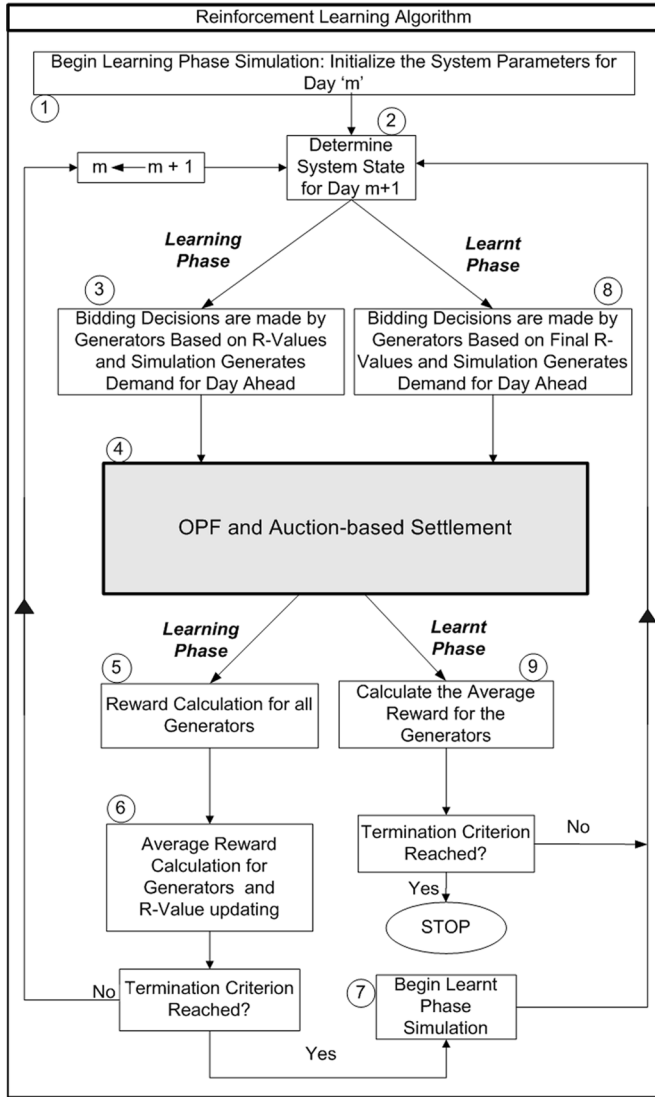 Reinforcement Learning Algorithm
Begin Learning Phase Simulation: Initialize the System Parameters for
Day ‘m’
1
2
Determine
System State
for Day m+1
m m + 1
Learning
Phase
Learnt
Phase
3
Bidding Decisions are made by
Generators Based on R-Values
and Simulation Generates
Demand for Day Ahead
8
Bidding Decisions are made by
Generators Based on Final R-
Values and Simulation Generates
Demand for Day Ahead
4
OPF and Auction-based Settlement
Learning
Phase
Learnt
Phase
5
Reward Calculation for all
Generators
9
Calculate the Average
Reward for the
Generators
6
Average Reward
Calculation for
Generators and
R-Value updating
Termination Criterion
Reached?
No
Yes
STOP
No
Termination Criterion
Reached?
Yes
7
Begin Learnt
Phase
Simulation